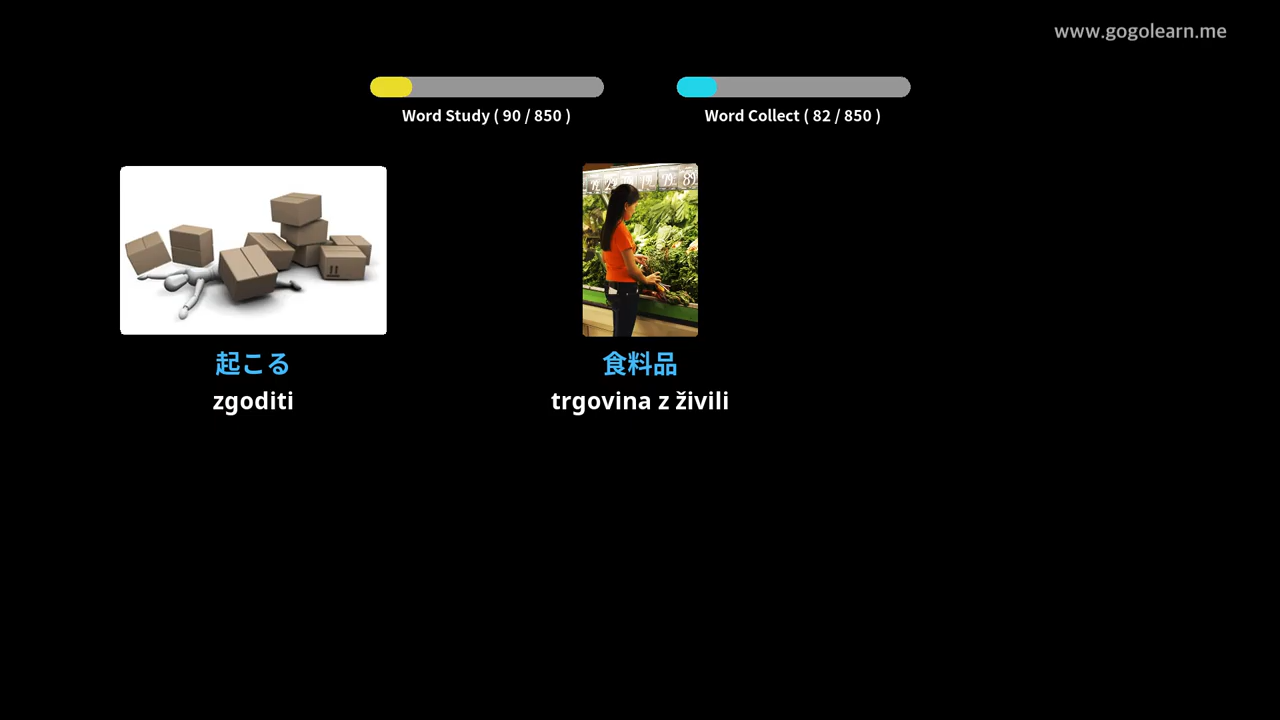 www.gogolearn.me
Word Study ( 90 / 850 )
Word Collect ( 82 / 850 )
起こる
zgoditi
食料品
trgovina z živili